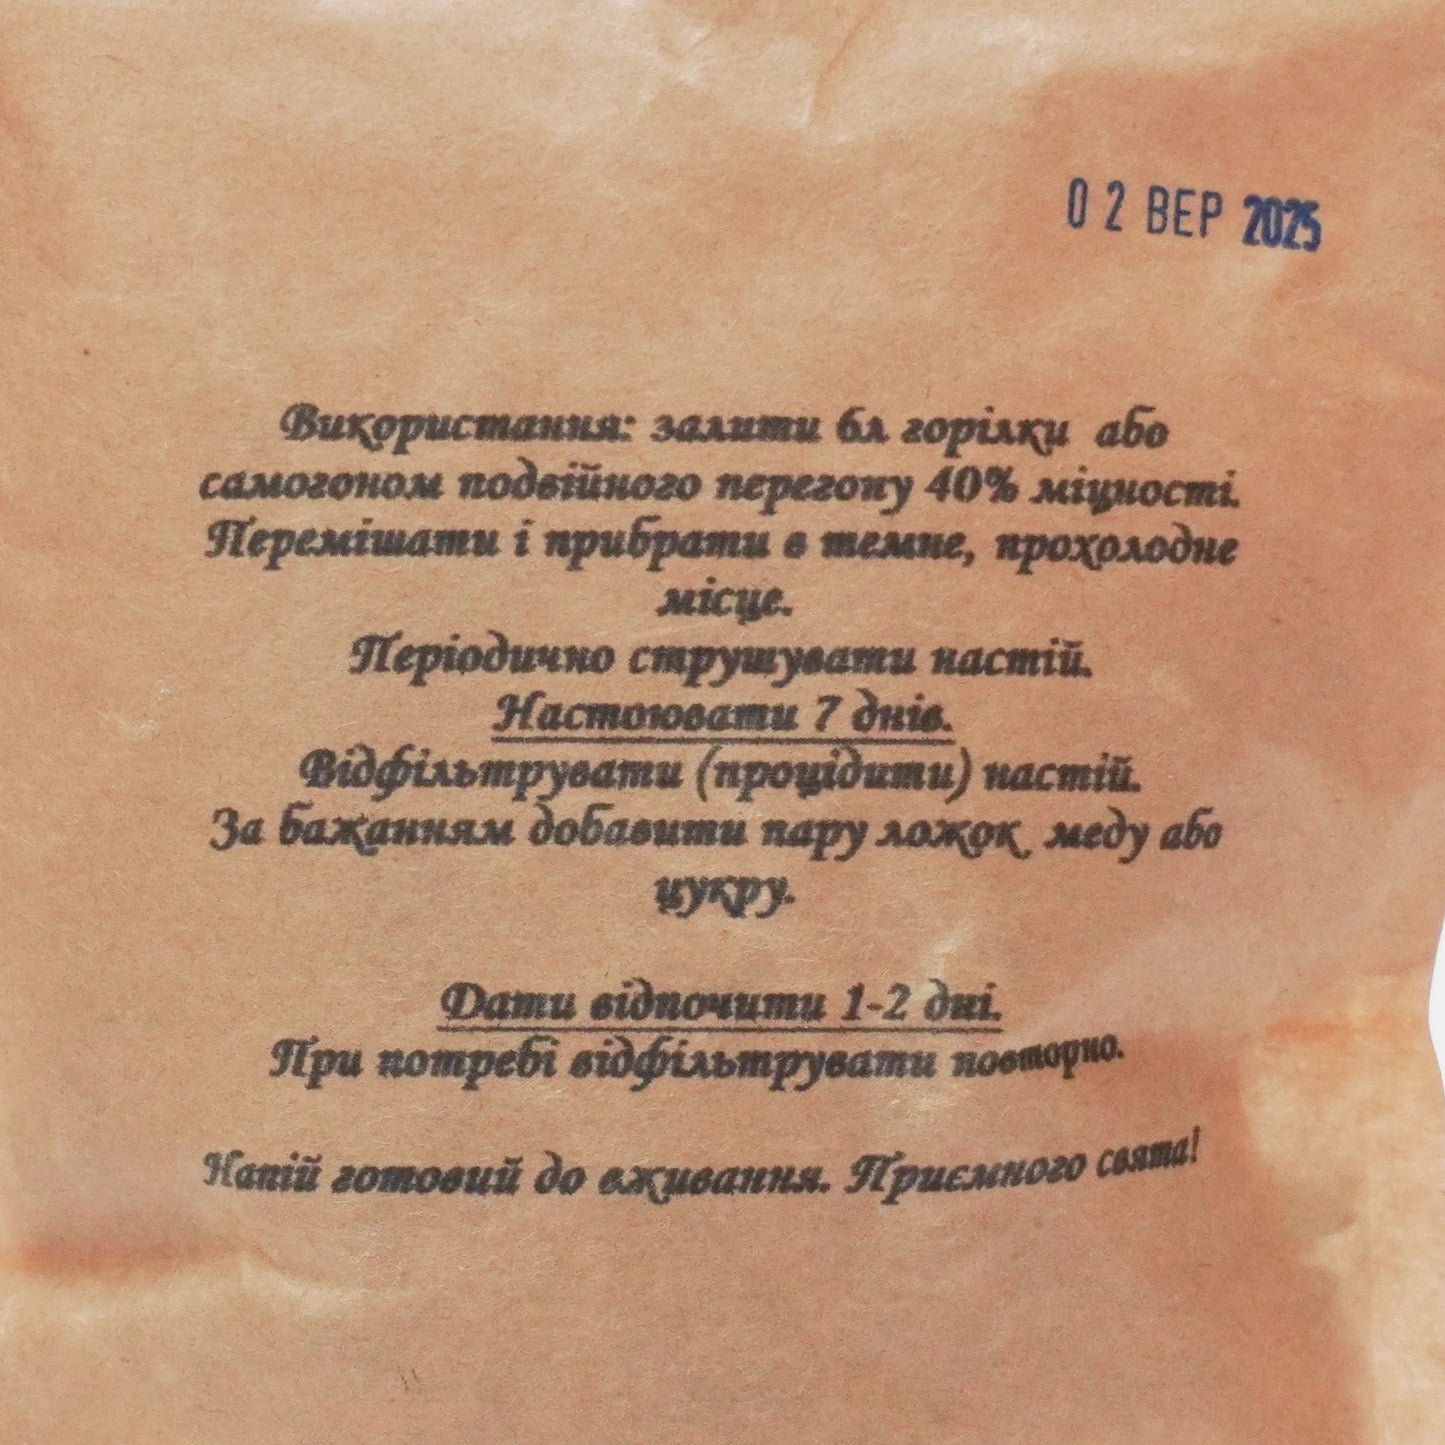 02 ВЕР 2025
Використання: залити 6л горілки або
самогоном подвійного перегону 40% міцності.
Перемішати і прибрати в темне, прохолодне
місце.
Періодично струшувати настій.
Настоювати 7 днів.
Відфільтрувати (процідити) настій.
За бажанням добавити пару ложок меду або
цукру.
Дати відпочити 1-2 дні.
При потребі відфільтрувати повторно.
Напій готовий до вживання. Приємного свята!